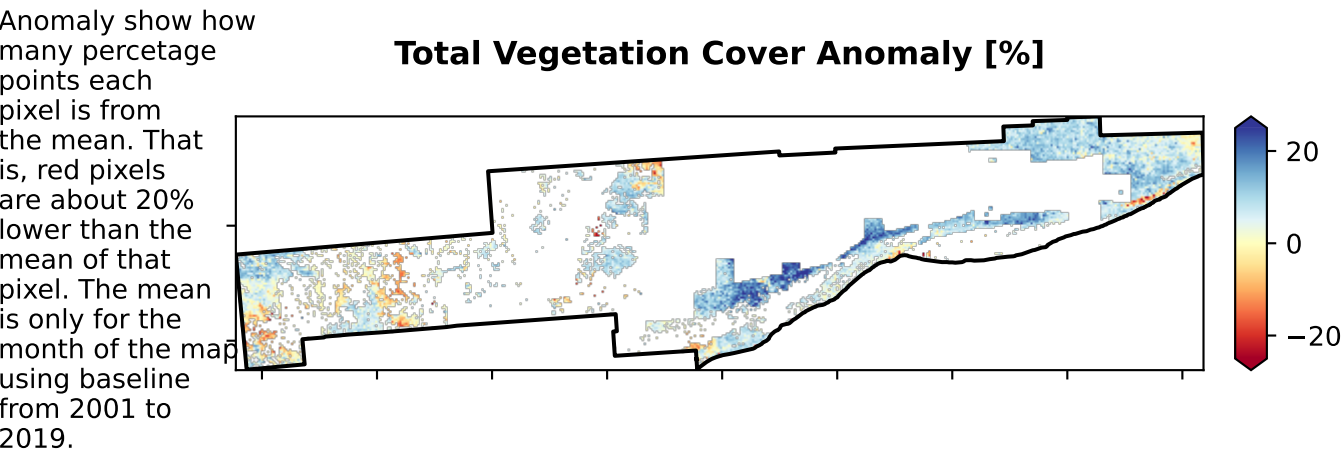 Anomaly show how
many percetage
points each
pixel is from
the mean. That
is, red pixels
are about 20%
lower than the
mean of that
pixel. The mean
is only for the
month of the map
using baseline
from 2001 to
2019.
Total Vegetation Cover Anomaly [%]
20
0
−20